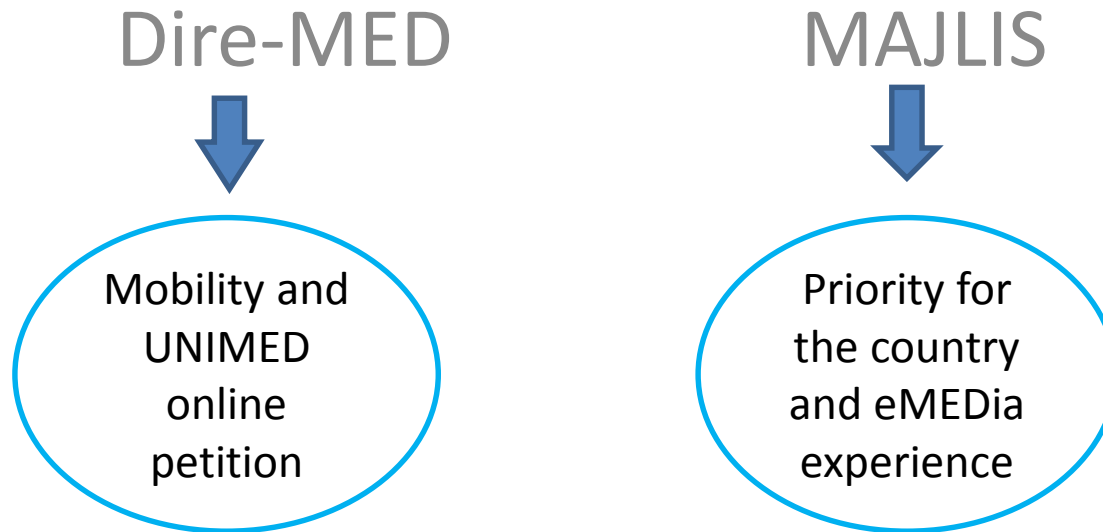 Dire-MED
MAJLIS
Mobility and
UNIMED
online
petition
Priority for
the country
and eMEDia
experience